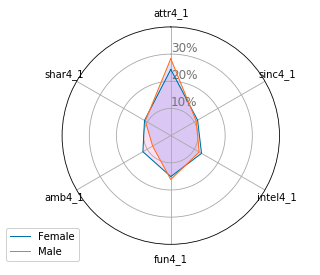 attr4_1
30%
shar4_1
sinc4_1
20%
10%
amb4_1
intel4_1
Female
Male
fun4_1